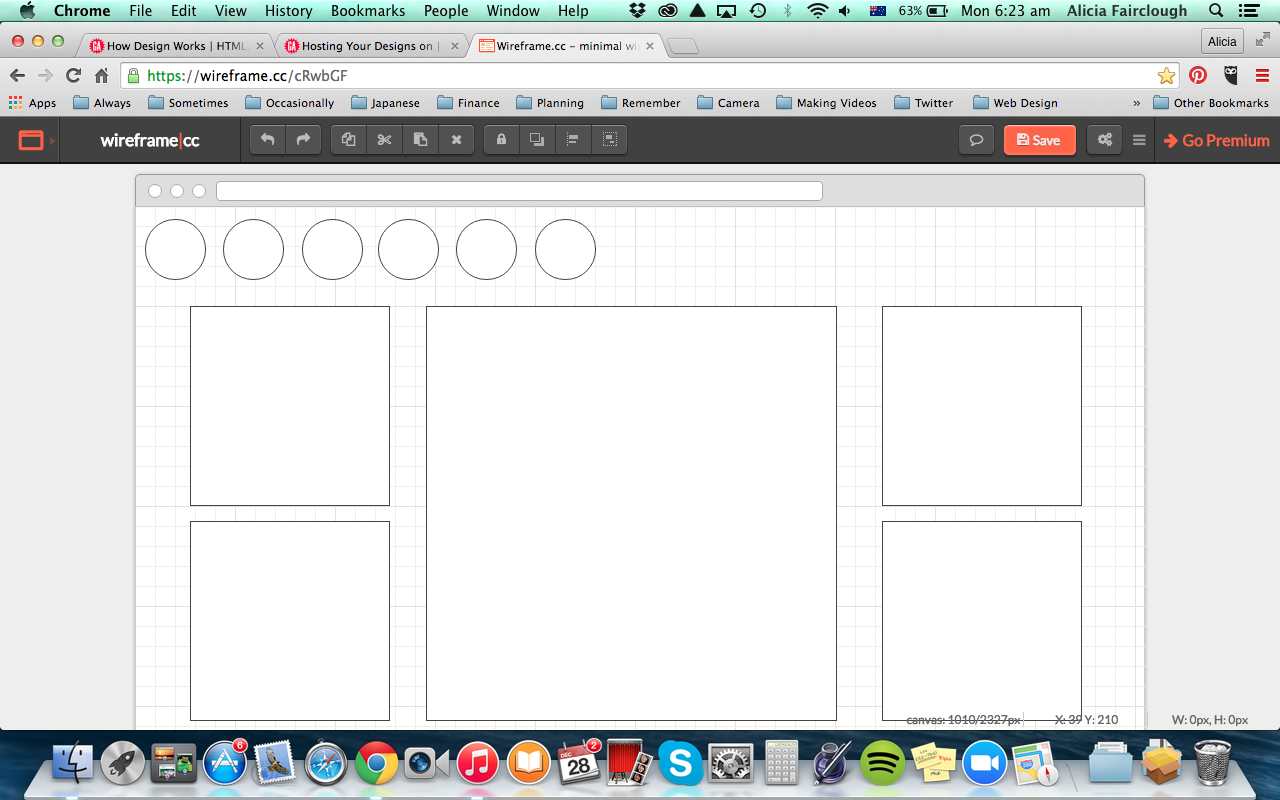 Chrome File Edit View History Bookmarks People Window Help 63% Mon 6:23 am Alicia Fairclough
How Design Works | HTML Hosting Your Designs on | Wireframe.cc – minimal wi Alicia
https://wireframe.cc/cRwbGF
Apps Always Sometimes Occasionally Japanese Finance Planning Remember Camera Making Videos Twitter Web Design » Other Bookmarks
wireframe|cc Save Go Premium
canvas: 1010/2327px X: 39 Y: 210 W: 0px, H: 0px
6 DEC 28 2